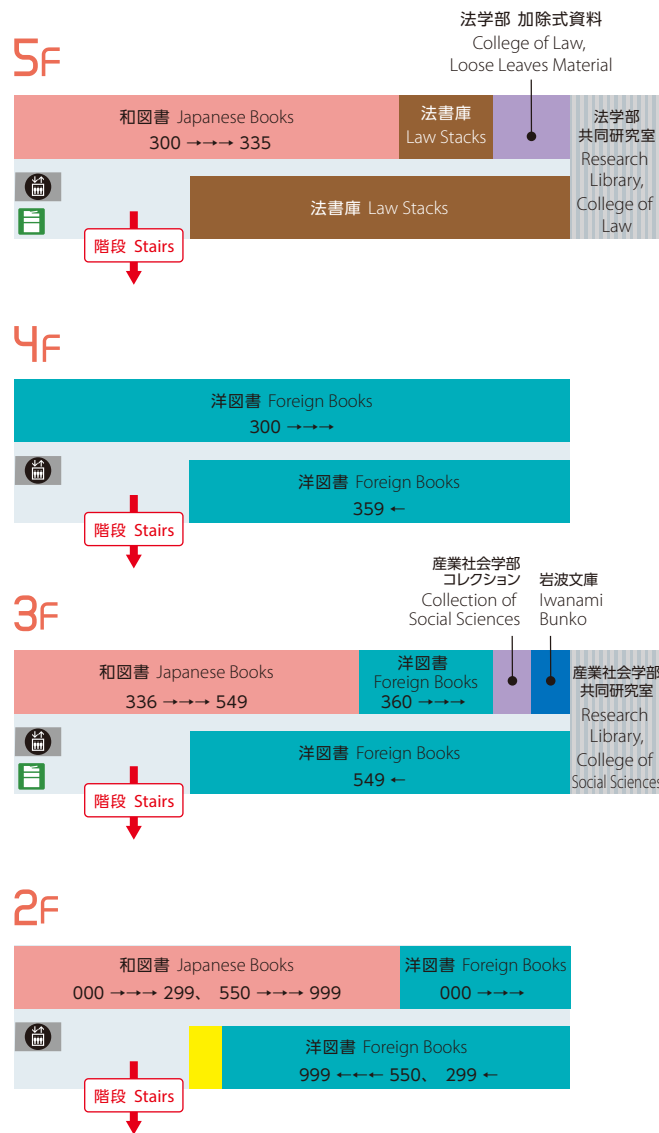 法学部 加除式資料
College of Law,
Loose Leaves Material
5F
和図書 Japanese Books
300 →→→ 335
法書庫
Law Stacks
法学部
共同研究室
Research
Library,
College of
Law
法書庫 Law Stacks
階段 Stairs
4F
洋図書 Foreign Books
300 →→→
洋図書 Foreign Books
359 ←
階段 Stairs
産業社会学部
コレクション
Collection of
Social Sciences
岩波文庫
Iwanami
Bunko
3F
和図書 Japanese Books
336 →→→ 549
洋図書
Foreign Books
360 →→→
産業社会学部
共同研究室
Research
Library,
College of
Social Sciences
洋図書 Foreign Books
549 ←
階段 Stairs
2F
和図書 Japanese Books
000 →→→ 299、 550 →→→ 999
洋図書 Foreign Books
000 →→→
洋図書 Foreign Books
999 ←←← 550、 299 ←
階段 Stairs